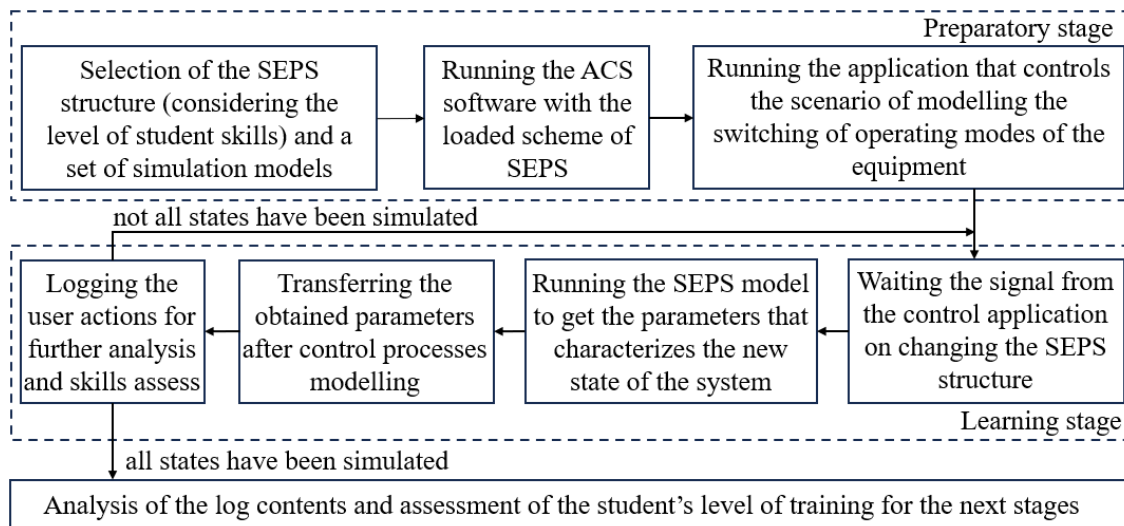 Preparatory stage
Selection of the SEPS
structure (considering the
level of student skills) and a
set of simulation models
Running the ACS
software with the
loaded scheme of
SEPS
Running the application that controls
the scenario of modelling the
switching of operating modes of the
equipment
not all states have been simulated
Logging the
user actions for
further analysis
and skills assess
Transferring the
obtained parameters
after control processes
modelling
Running the SEPS model
to get the parameters that
characterizes the new
state of the system
Waiting the signal from
the control application
on changing the SEPS
structure
Learning stage
all states have been simulated
Analysis of the log contents and assessment of the student’s level of training for the next stages